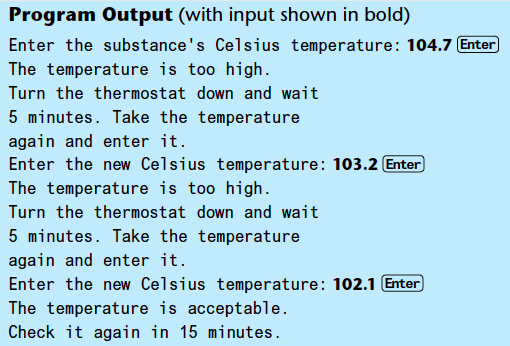 Program Output (with input shown in bold)
Enter the substance's Celsius temperature: 104.7 Enter
The temperature is too high.
Turn the thermostat down and wait
5 minutes. Take the temperature
again and enter it.
Enter the new Celsius temperature: 103.2 Enter
The temperature is too high.
Turn the thermostat down and wait
5 minutes. Take the temperature
again and enter it.
Enter the new Celsius temperature: 102.1 Enter
The temperature is acceptable.
Check it again in 15 minutes.